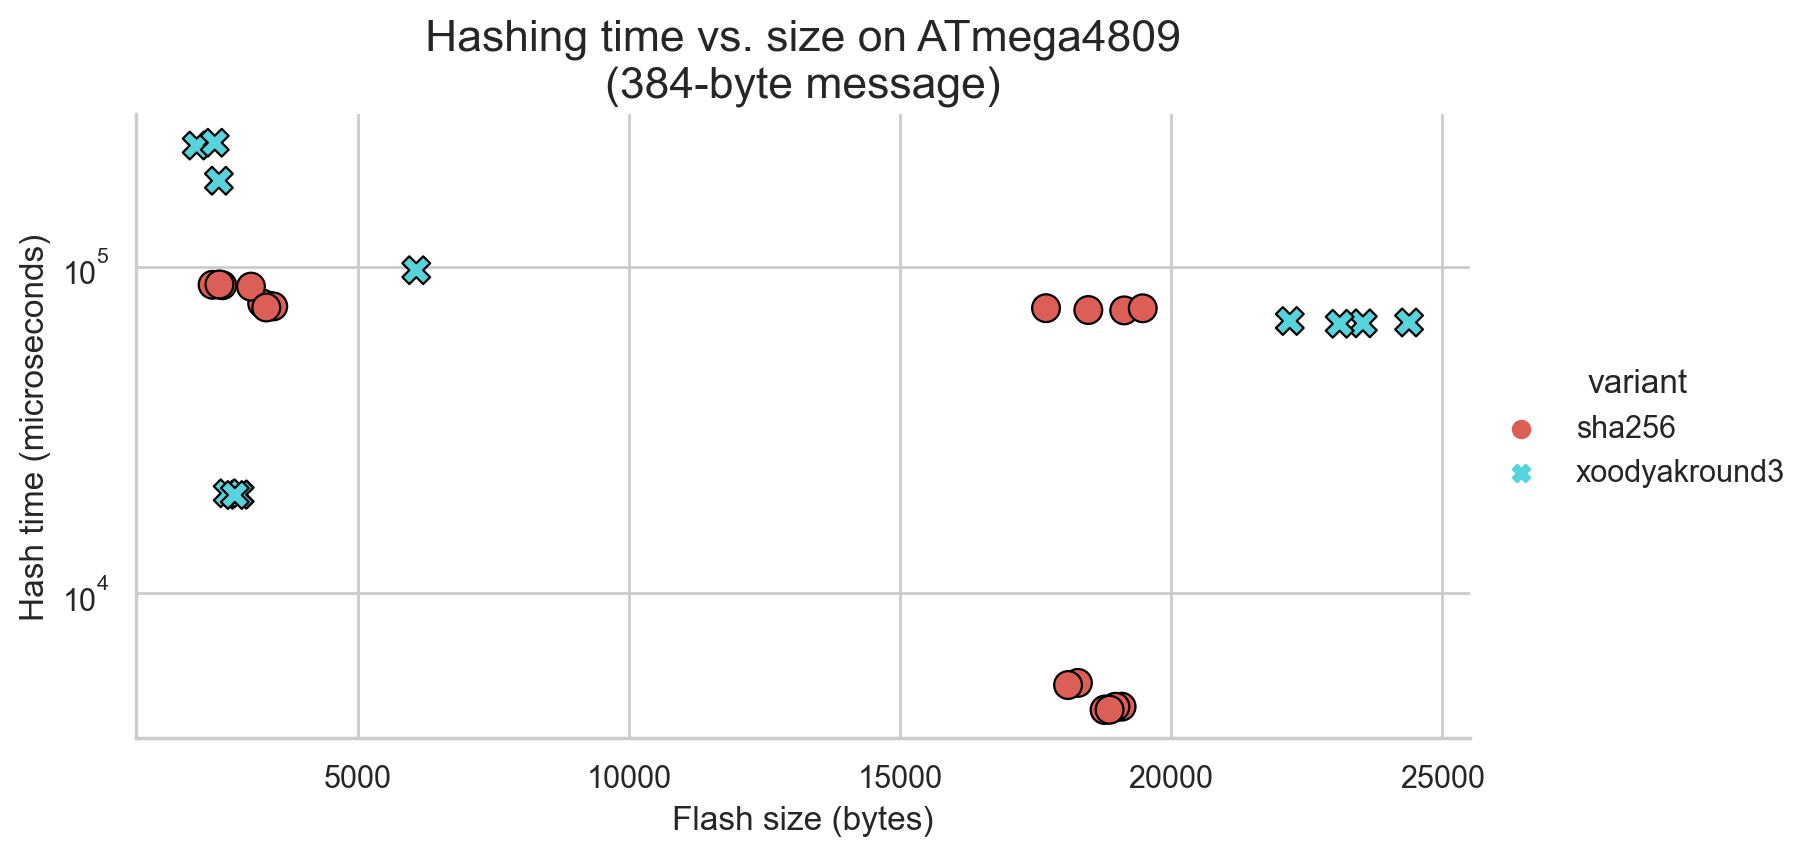 Hashing time vs. size on ATmega4809
(384-byte message)
Hash time (microseconds)
10^5
10^4
5000
10000
15000
20000
25000
Flash size (bytes)
variant
sha256
xoodyakround3